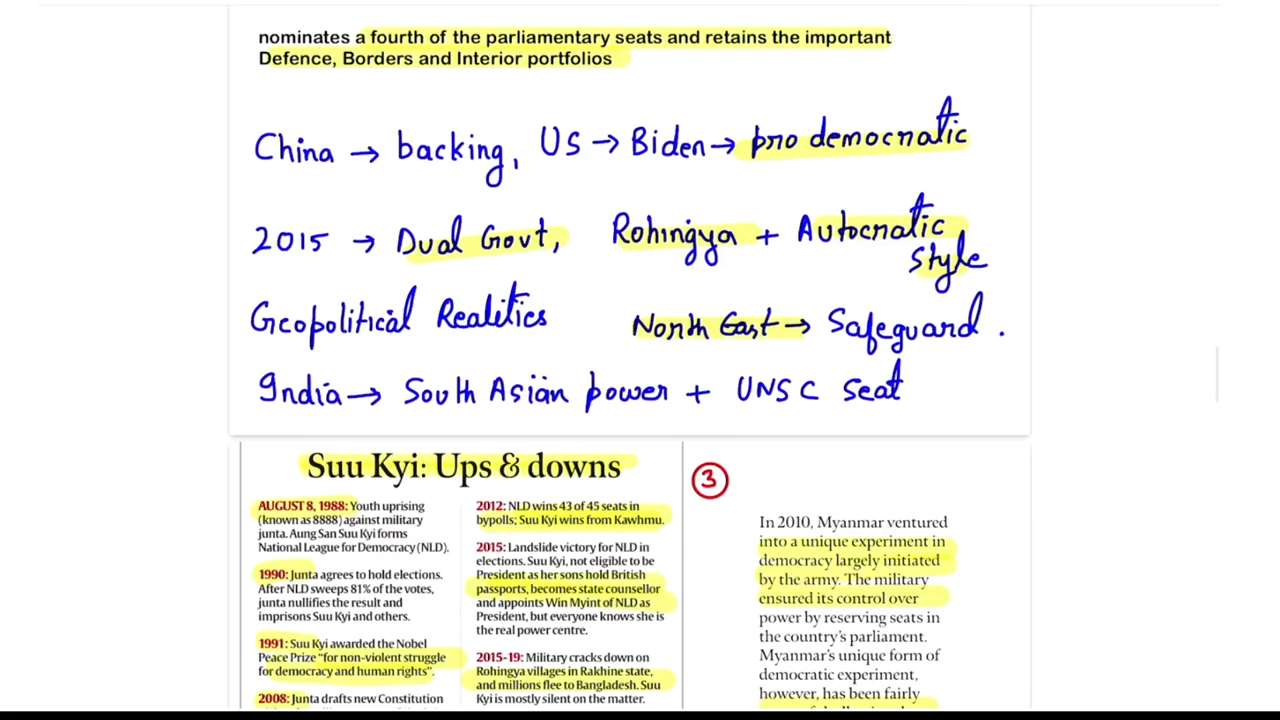 nominates a fourth of the parliamentary seats and retains the important
Defence, Borders and Interior portfolios
China → backing, US → Biden → pro democratic
2015 → Dual Govt, Rohingya + Autocratic
Style
Geopolitical Realities North East → Safeguard.
India → South Asian power + UNSC seat
Suu Kyi: Ups & downs
AUGUST 8, 1988: Youth uprising
(known as 8888) against military
junta. Aung San Suu Kyi forms
National League for Democracy (NLD).
1990: Junta agrees to hold elections.
After NLD sweeps 81% of the votes,
junta nullifies the result and
imprisons Suu Kyi and others.
1991: Suu Kyi awarded the Nobel
Peace Prize "for non-violent struggle
for democracy and human rights".
2008: Junta drafts new Constitution
2012: NLD wins 43 of 45 seats in
bypolls; Suu Kyi wins from Kawhmu.
2015: Landslide victory for NLD in
elections. Suu Kyi, not eligible to be
President as her sons hold British
passports, becomes state counsellor
and appoints Win Myint of NLD as
President, but everyone knows she is
the real power centre.
2015-19: Military cracks down on
Rohingya villages in Rakhine state,
and millions flee to Bangladesh. Suu
Kyi is mostly silent on the matter.
3
In 2010, Myanmar ventured
into a unique experiment in
democracy largely initiated
by the army. The military
ensured its control over
power by reserving seats in
the country's parliament.
Myanmar's unique form of
democratic experiment,
however, has been fairly